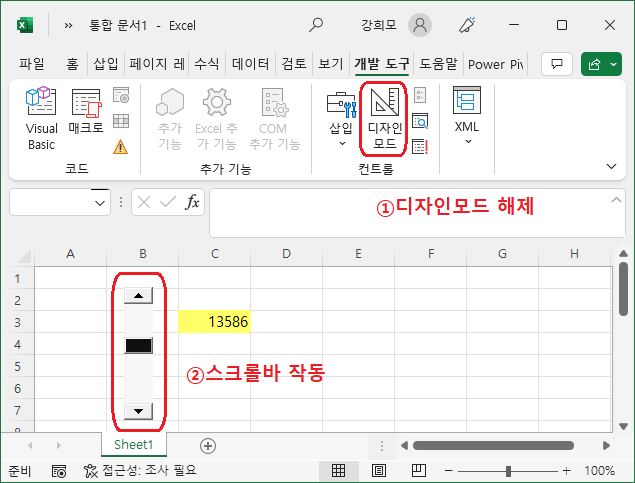 통합 문서1 - Excel
강희모
파일 홈 삽입 페이지 레 수식 데이터 검토 보기 개발 도구 도움말 Power Piv
Visual Basic
매크로
추가 기능
Excel 추가 기능
COM 추가 기능
삽입
디자인 모드
XML
코드 추가 기능 컨트롤
fx
①디자인모드 해제
A B C D E F G H
1
2
3 13586
4
5
②스크롤바 작동
6
7
Sheet1
준비 접근성: 조사 필요 100%